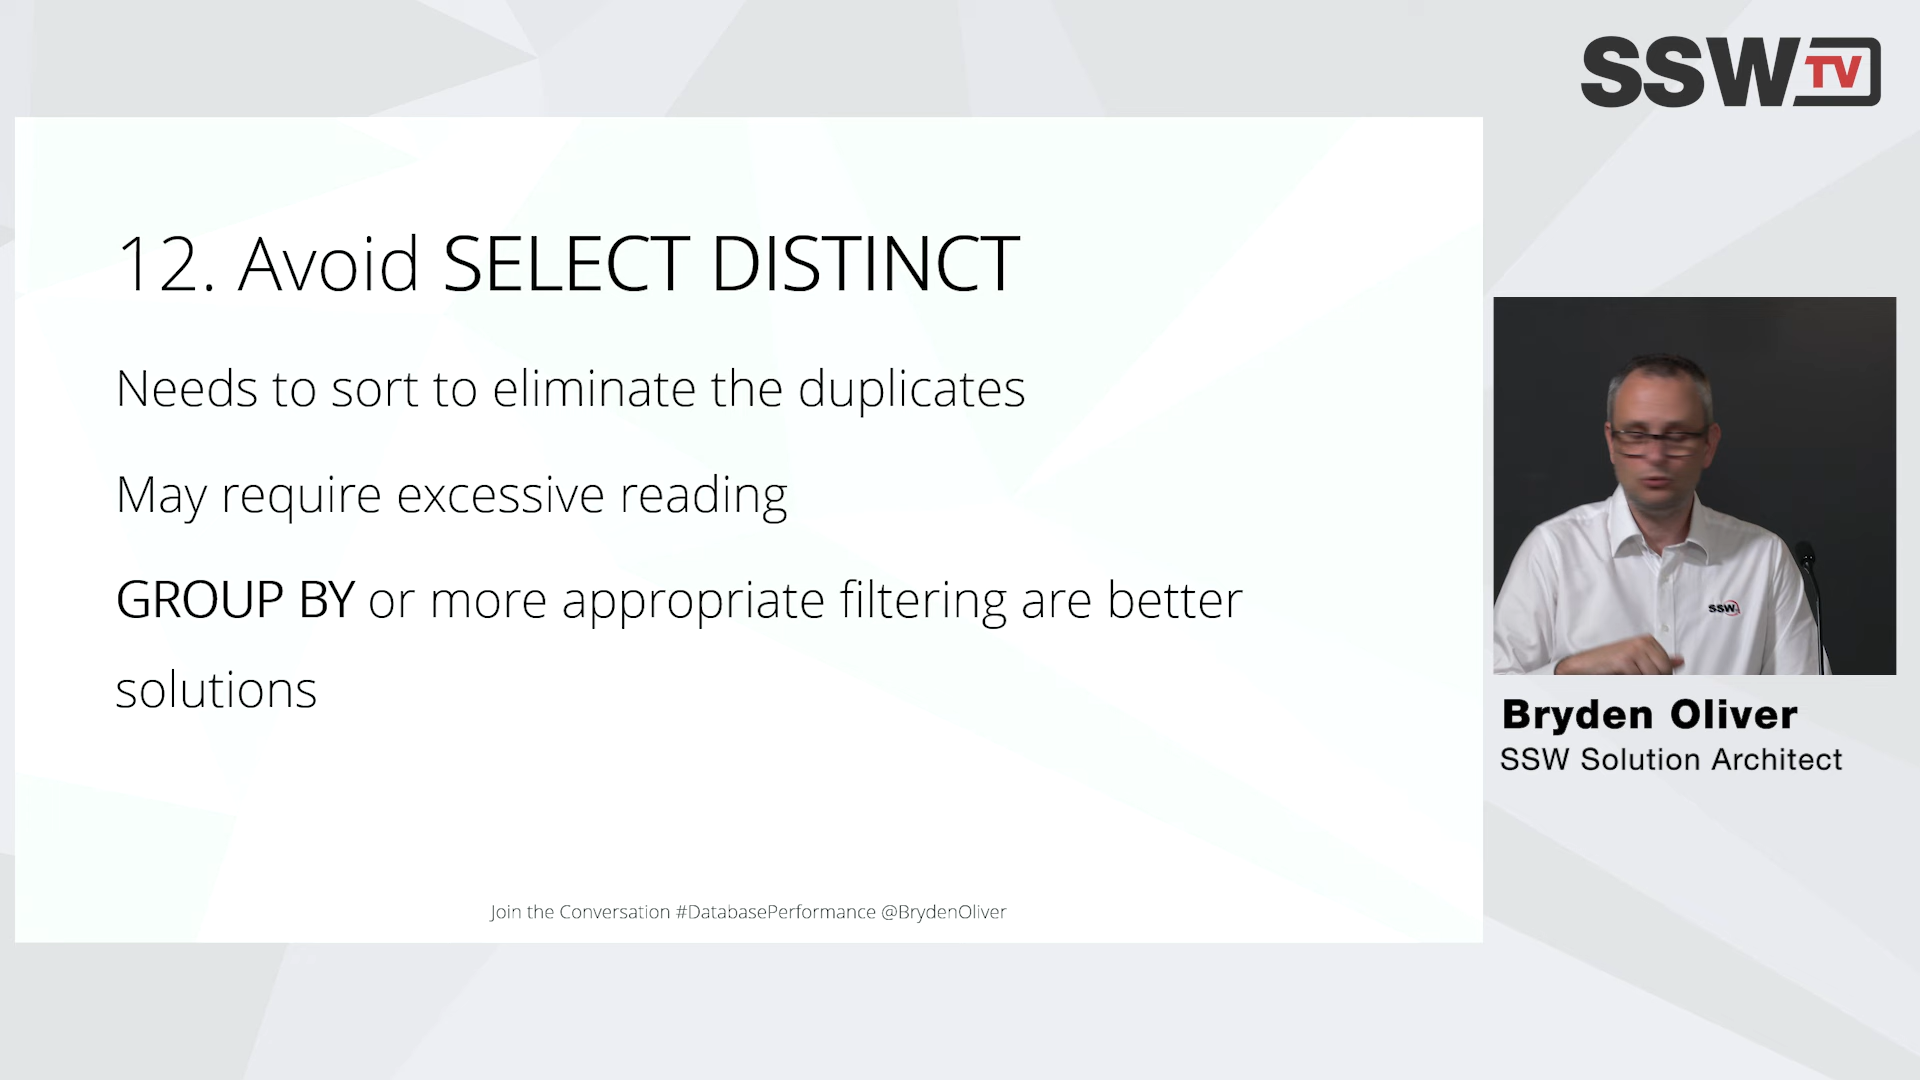 SSW TV
12. Avoid SELECT DISTINCT
Needs to sort to eliminate the duplicates
May require excessive reading
GROUP BY or more appropriate filtering are better
solutions
Join the Conversation #DatabasePerformance @BrydenOliver
SSW
Bryden Oliver
SSW Solution Architect